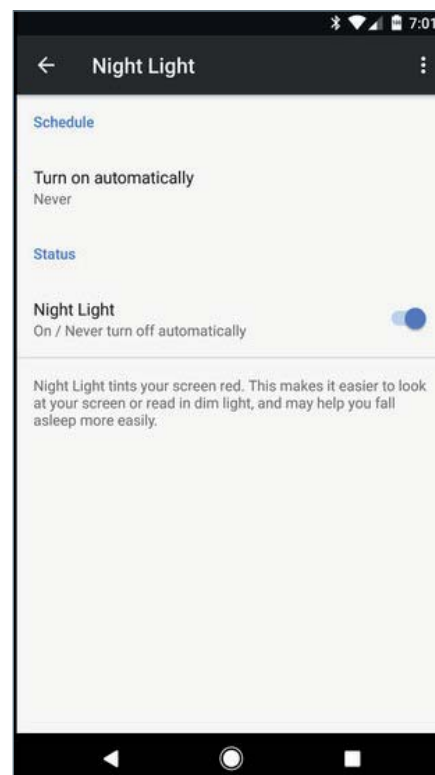 7:01
Night Light
Schedule
Turn on automatically
Never
Status
Night Light
On / Never turn off automatically
Night Light tints your screen red. This makes it easier to look
at your screen or read in dim light, and may help you fall
asleep more easily.